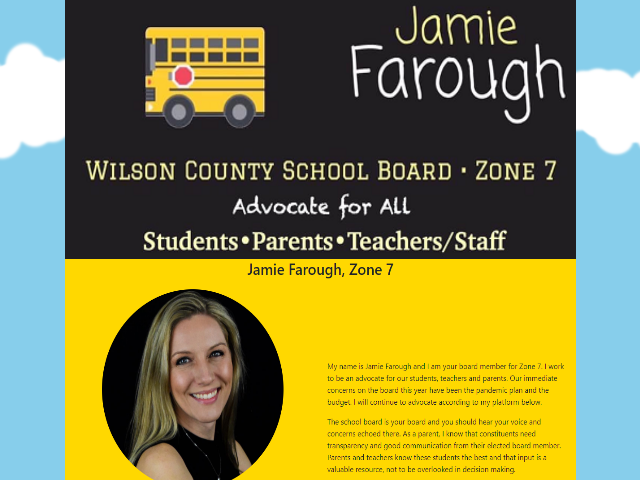 Jamie
Farough
Wilson County School Board • Zone 7
Advocate for All
Students•Parents•Teachers/Staff
Jamie Farough, Zone 7
My name is Jamie Farough and I am your board member for Zone 7. I work
to be an advocate for our students, teachers and parents. Our immediate
concerns on the board this year have been the pandemic plan and the
budget. I will continue to advocate according to my platform below.
The school board is your board and you should hear your voice and
concerns echoed there. As a parent, I know that constituents need
transparency and good communication from their elected board member.
Parents and teachers know these students the best and that input is a
valuable resource, not to be overlooked in decision making.